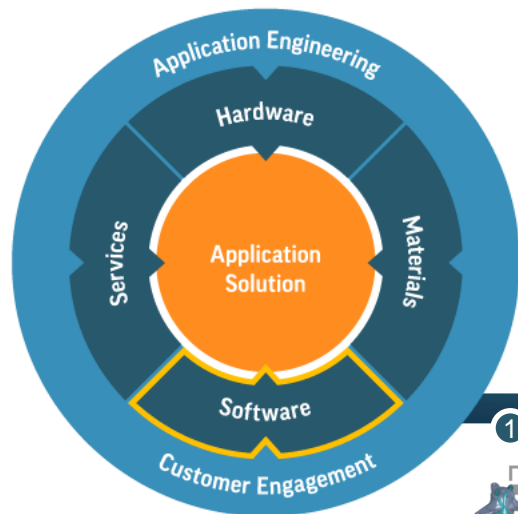 Application Engineering
Hardware
Services
Application
Solution
Materials
Software
Customer Engagement
1